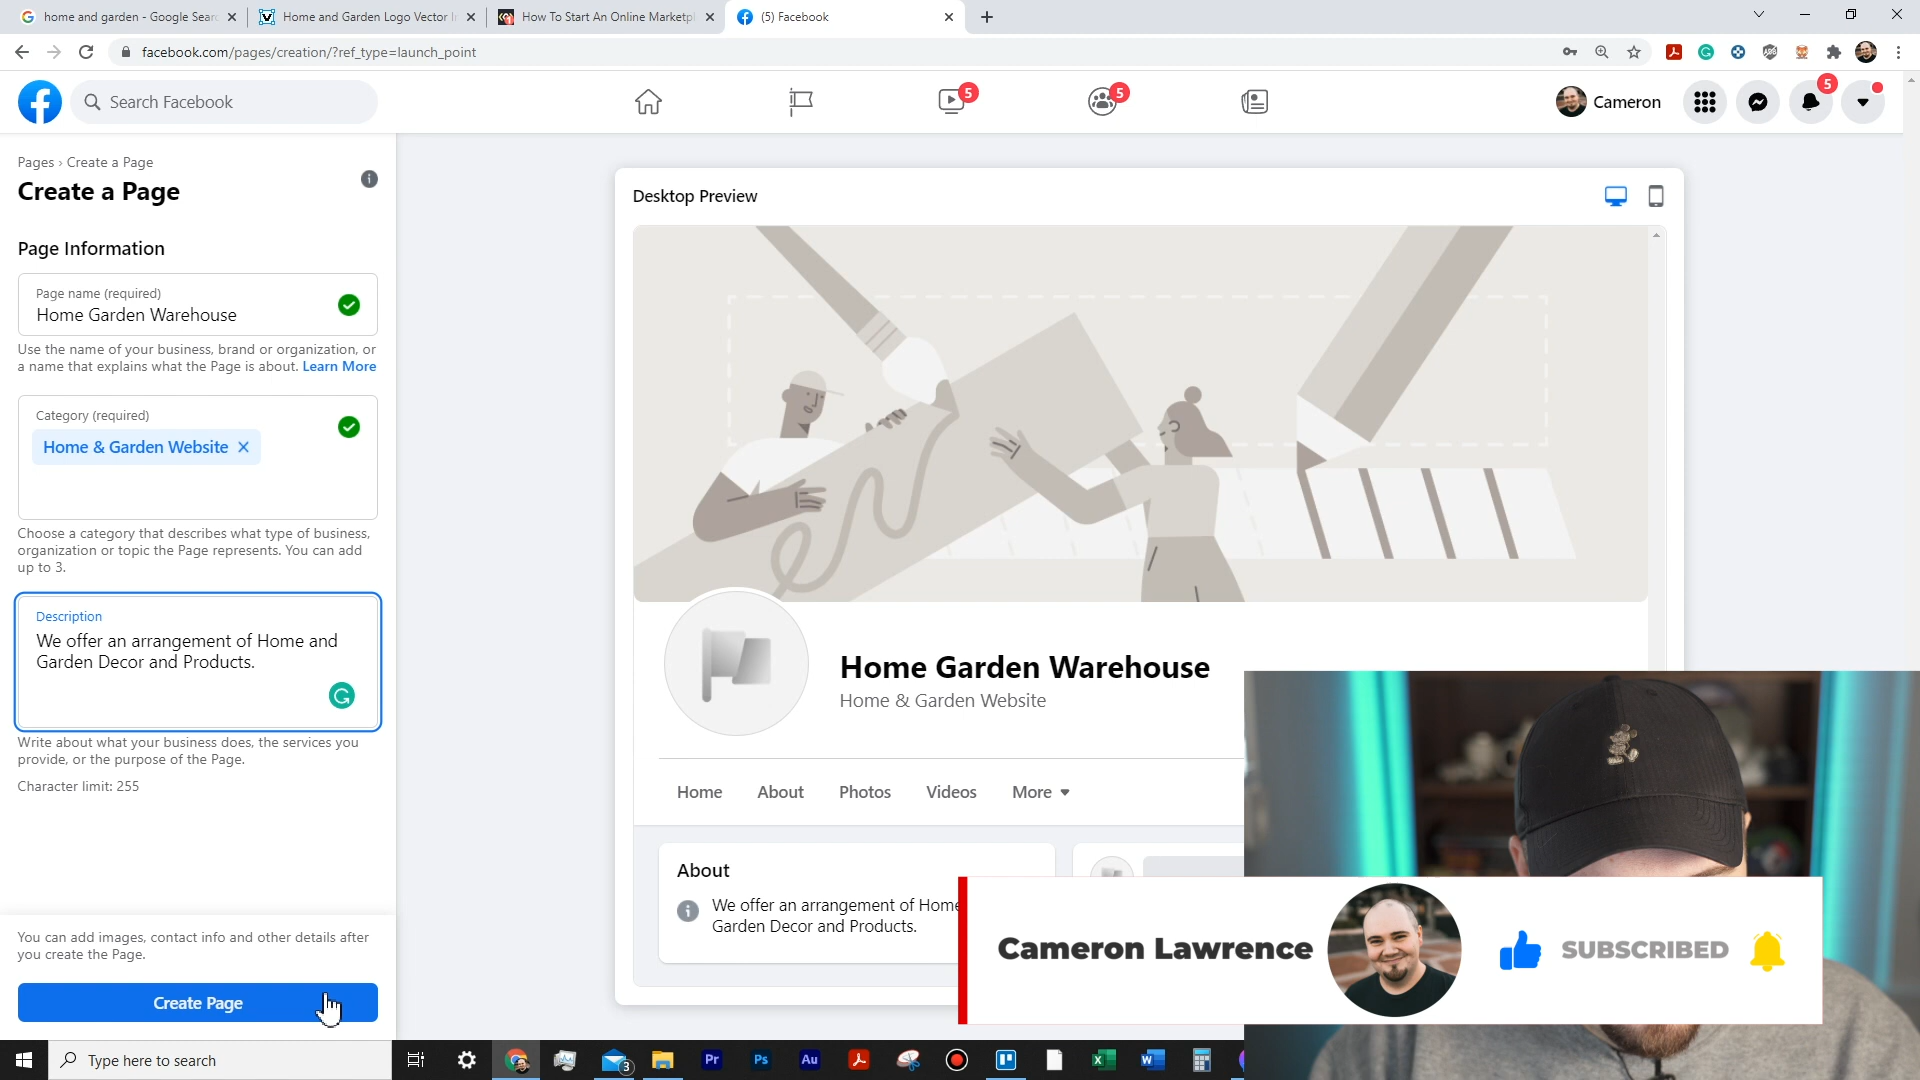 home and garden - Google Sear
Home and Garden Logo Vector I
How To Start An Online Marketpl
(5) Facebook
facebook.com/pages/creation/?ref_type=launch_point
Search Facebook
5
5
Cameron
5
Pages › Create a Page
Create a Page
Page Information
Page name (required)
Home Garden Warehouse
Use the name of your business, brand or organization, or
a name that explains what the Page is about. Learn More
Category (required)
Home & Garden Website
Choose a category that describes what type of business,
organization or topic the Page represents. You can add
up to 3.
Description
We offer an arrangement of Home and
Garden Decor and Products.
Write about what your business does, the services you
provide, or the purpose of the Page.
Character limit: 255
You can add images, contact info and other details after
you create the Page.
Create Page
Desktop Preview
Home Garden Warehouse
Home & Garden Website
Home
About
Photos
Videos
More
About
We offer an arrangement of Home
Garden Decor and Products.
Cameron Lawrence
SUBSCRIBED
Type here to search
3
Pr
Ps
Au